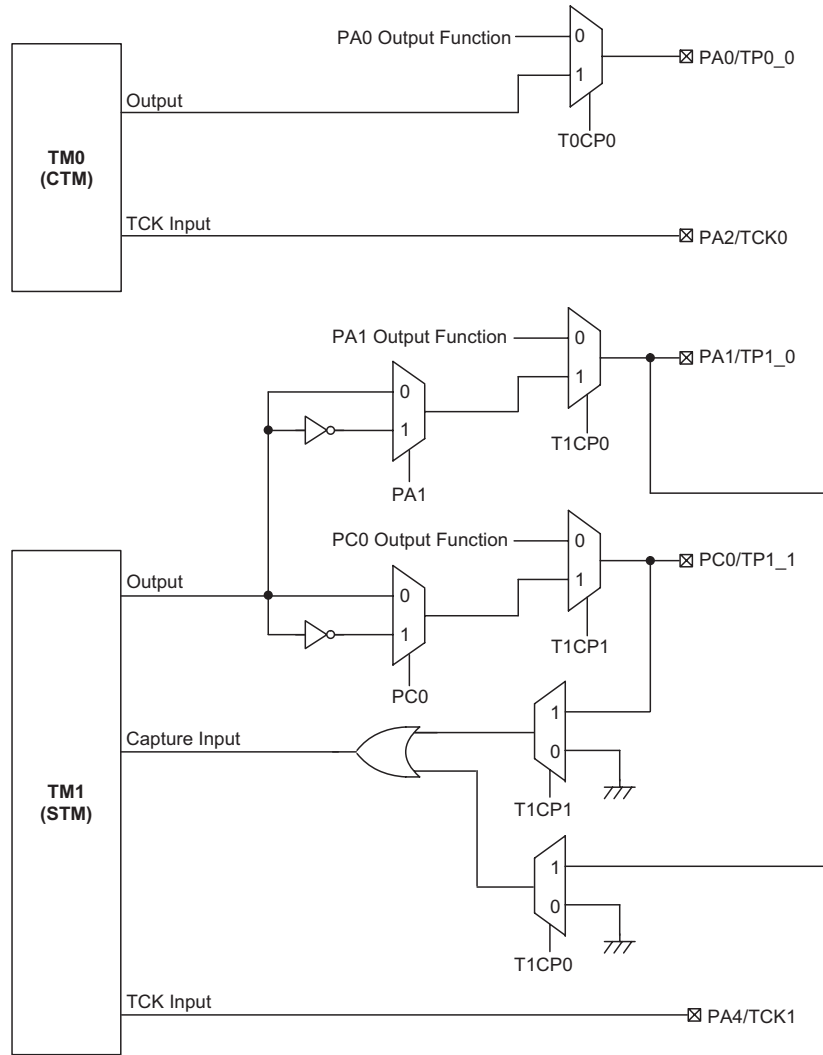 PA0 Output Function
0
1
PA0/TP0_0
Output
T0CP0
TM0
(CTM)
TCK Input
PA2/TCK0
PA1 Output Function
0
1
PA1/TP1_0
0
1
T1CP0
PA1
PC0 Output Function
0
1
PC0/TP1_1
Output
0
1
T1CP1
PC0
1
Capture Input
0
TM1
(STM)
T1CP1
1
0
T1CP0
TCK Input
PA4/TCK1